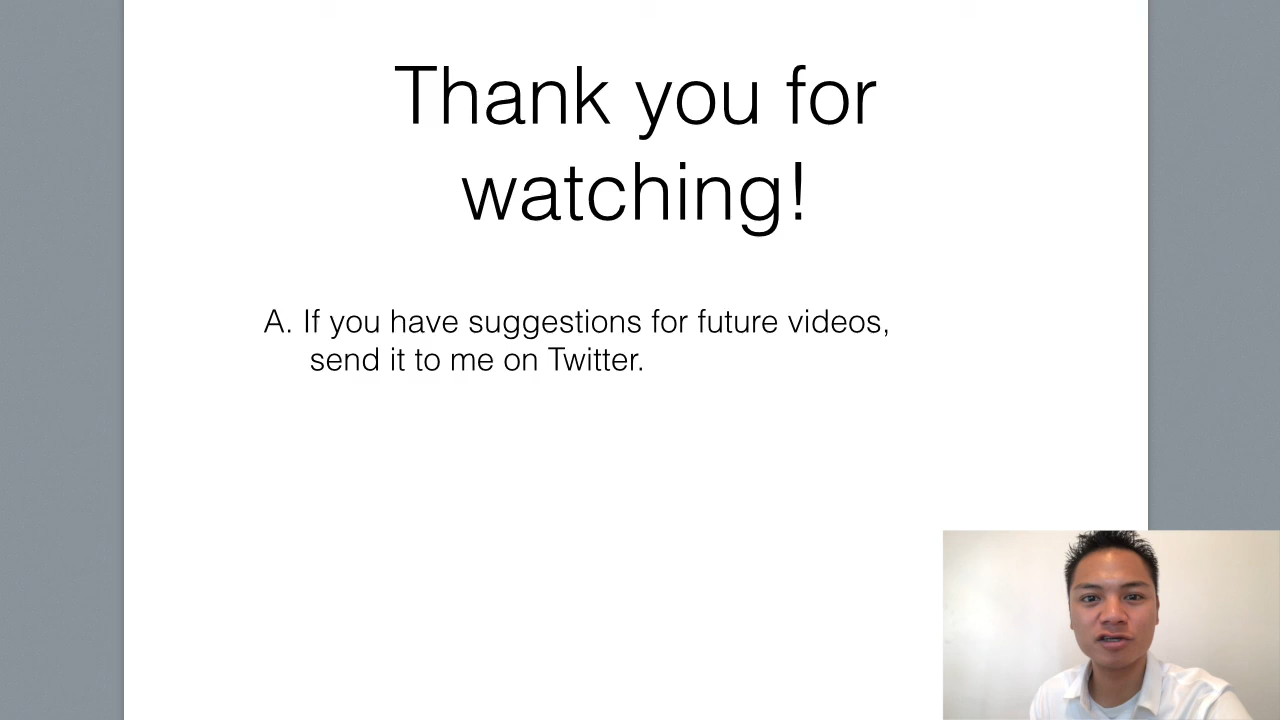 Thank you for
watching!
A. If you have suggestions for future videos,
send it to me on Twitter.